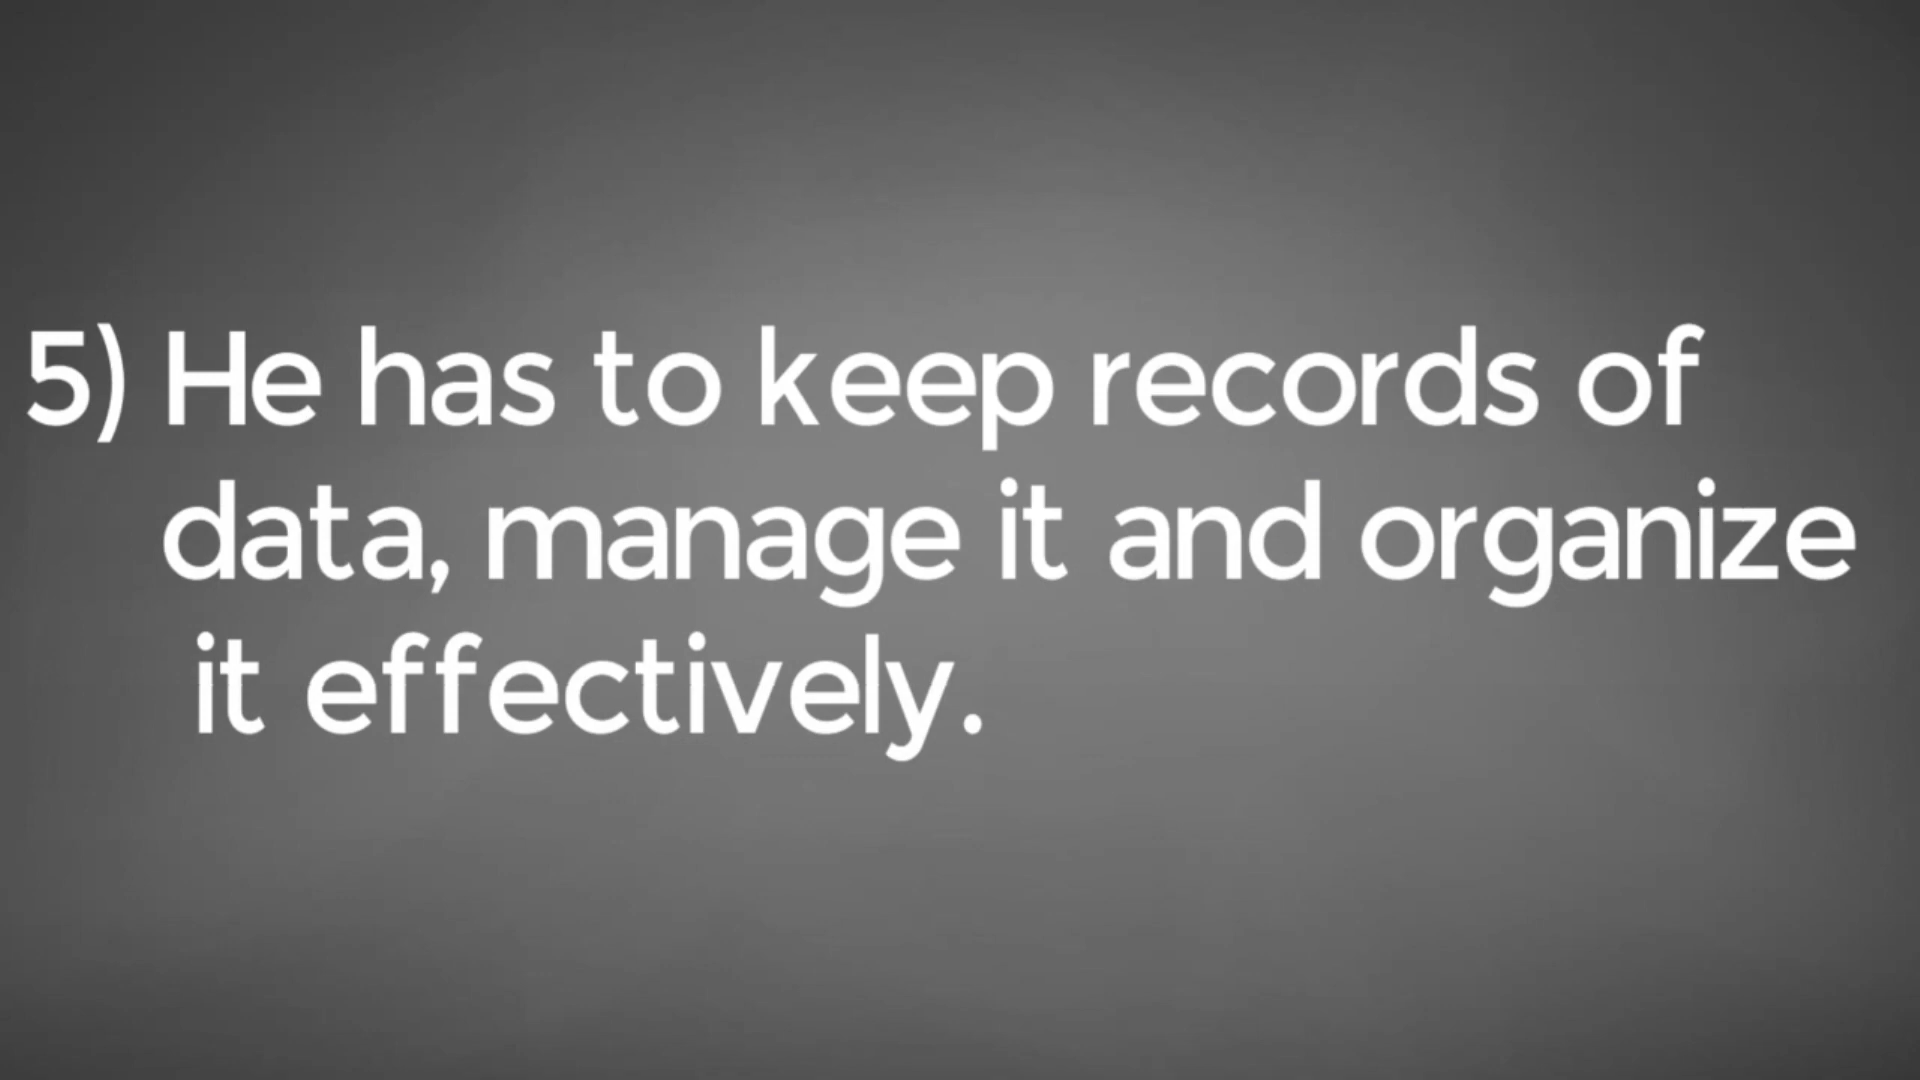 5) He has to keep records of
data, manage it and organize
it effectively.